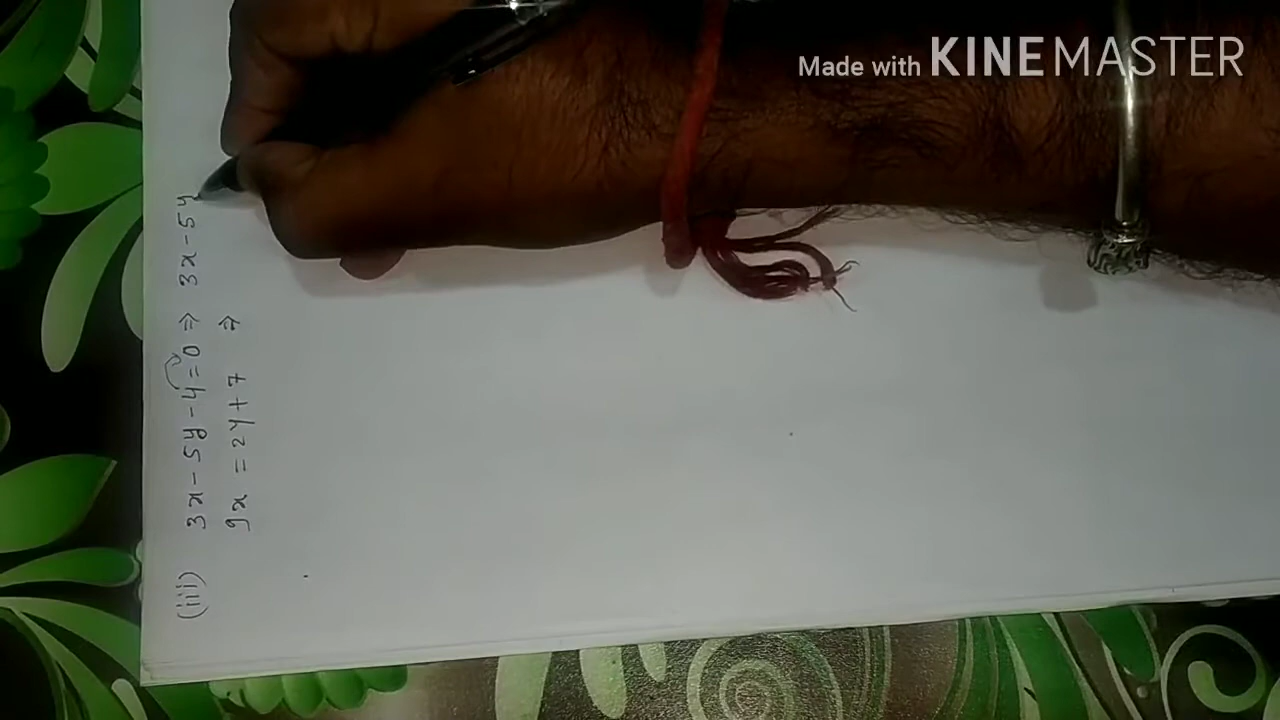 Made with KINEMASTER
(iii) 3x - 5y - 4 = 0 ⇒ 3x - 5y
9x = 2y + 7 ⇒